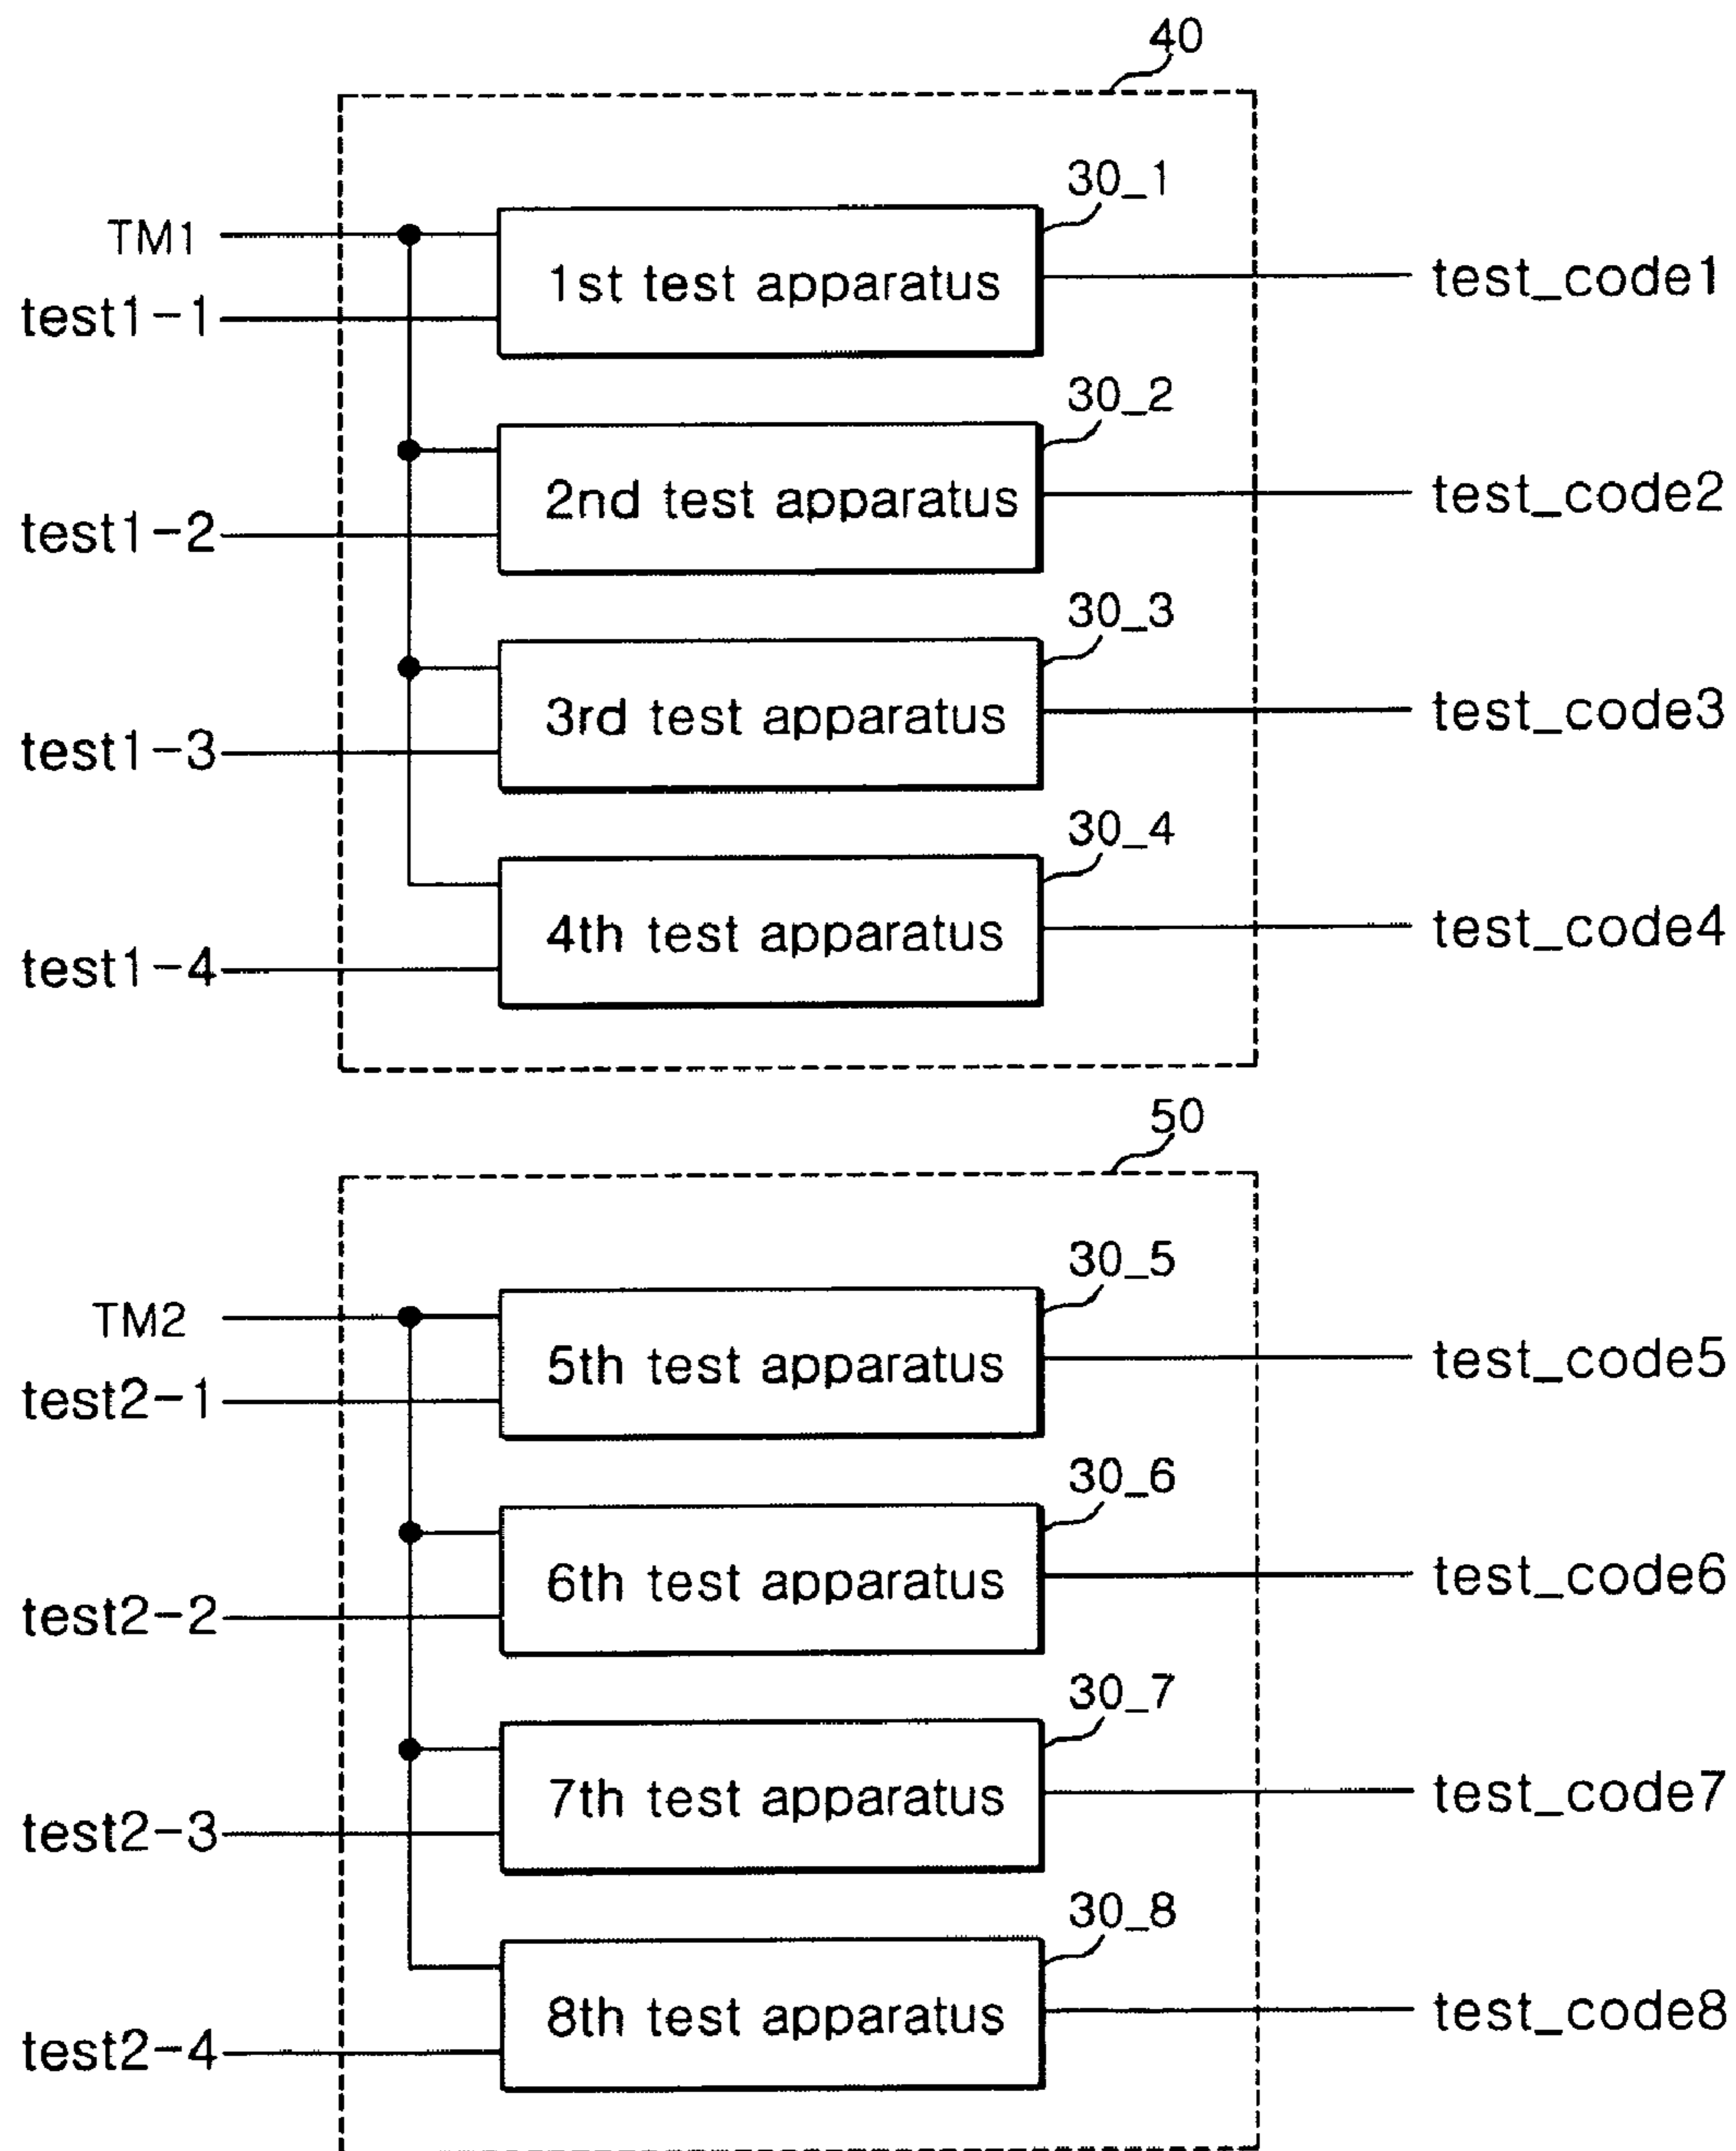 40
30_1
TM1
1st test apparatus
test_code1
test1-1
30_2
2nd test apparatus
test_code2
test1-2
30_3
3rd test apparatus
test_code3
test1-3
30_4
4th test apparatus
test_code4
test1-4
50
30_5
TM2
5th test apparatus
test_code5
test2-1
30_6
6th test apparatus
test_code6
test2-2
30_7
7th test apparatus
test_code7
test2-3
30_8
8th test apparatus
test_code8
test2-4